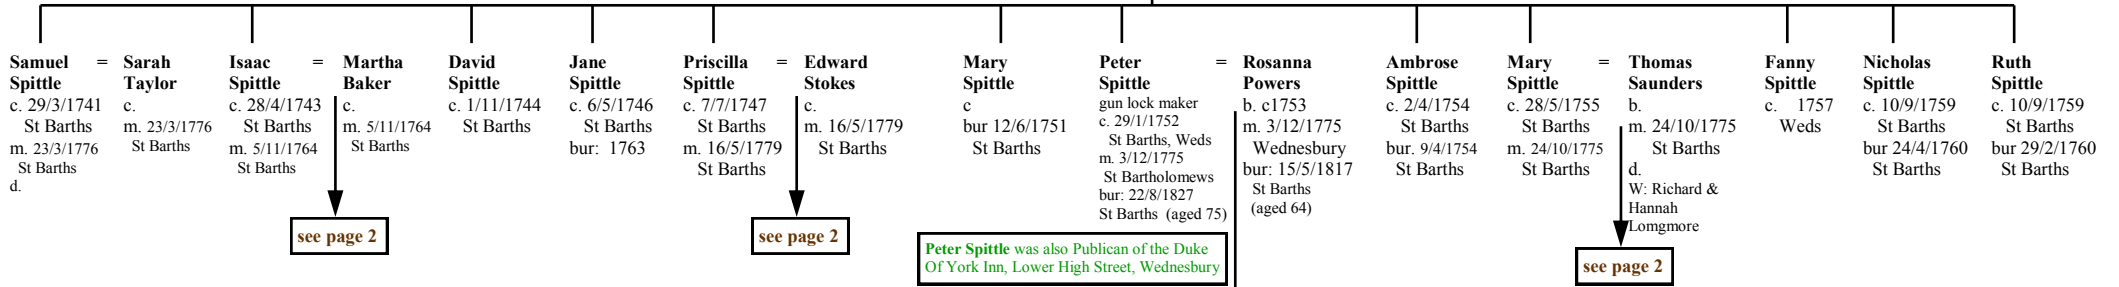 Samuel
Spittle
c. 29/3/1741
St Barths
m. 23/3/1776
St Barths
d.
=
Sarah
Taylor
c.
m. 23/3/1776
St Barths
Isaac
Spittle
c. 28/4/1743
St Barths
m. 5/11/1764
St Barths
=
Martha
Baker
c.
m. 5/11/1764
St Barths
see page 2
David
Spittle
c. 1/11/1744
St Barths
Jane
Spittle
c. 6/5/1746
St Barths
bur: 1763
Priscilla
Spittle
c. 7/7/1747
St Barths
m. 16/5/1779
St Barths
=
Edward
Stokes
c.
m. 16/5/1779
St Barths
see page 2
Mary
Spittle
c
bur 12/6/1751
St Barths
Peter
Spittle
gun lock maker
c. 29/1/1752
St Barths, Weds
m. 3/12/1775
St Bartholomews
bur: 22/8/1827
St Barths (aged 75)
=
Rosanna
Powers
b. c1753
m. 3/12/1775
Wednesbury
bur: 15/5/1817
St Barths
(aged 64)
Peter Spittle was also Publican of the Duke
Of York Inn, Lower High Street, Wednesbury
Ambrose
Spittle
c. 2/4/1754
St Barths
bur. 9/4/1754
St Barths
Mary
Spittle
c. 28/5/1755
St Barths
m. 24/10/1775
St Barths
=
Thomas
Saunders
b.
m. 24/10/1775
St Barths
d.
W: Richard &
Hannah
Lomgmore
see page 2
Fanny
Spittle
c. 1757
Weds
Nicholas
Spittle
c. 10/9/1759
St Barths
bur 24/4/1760
St Barths
Ruth
Spittle
c. 10/9/1759
St Barths
bur 29/2/1760
St Barths